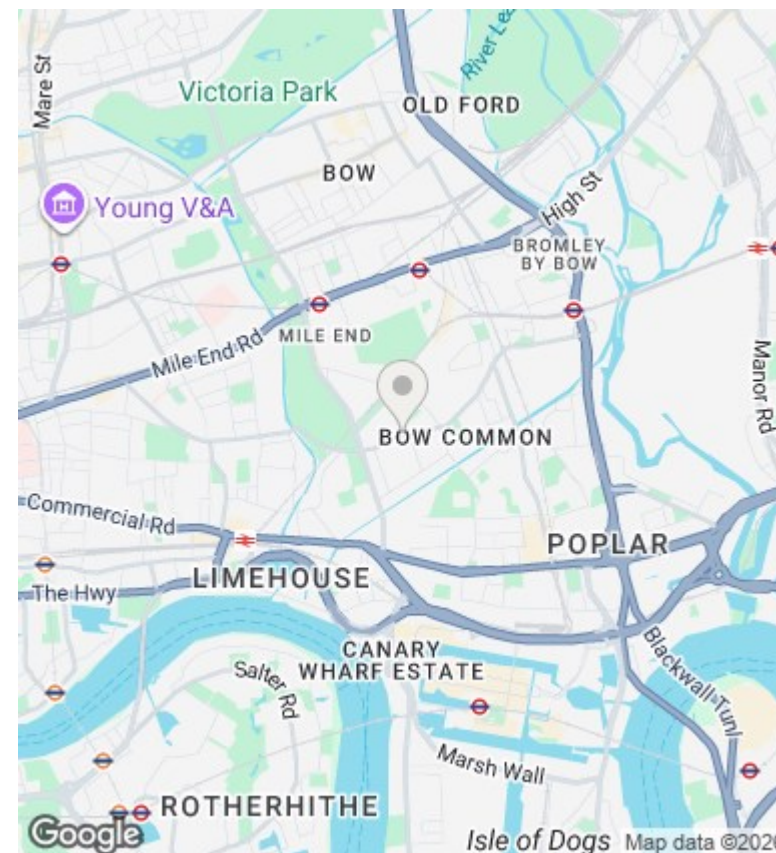 Mare St
Victoria Park
River Lea
OLD FORD
BOW
Young V&A
High St
BROMLEY
BY BOW
MILE END
Mile End Rd
Manor Rd
BOW COMMON
Commercial Rd
POPLAR
LIMEHOUSE
The Hwy
CANARY
WHARF ESTATE
Salter Rd
Blackwall Tunl
Marsh Wall
ROTHERHITHE
Google
Isle of Dogs
Map data ©2026